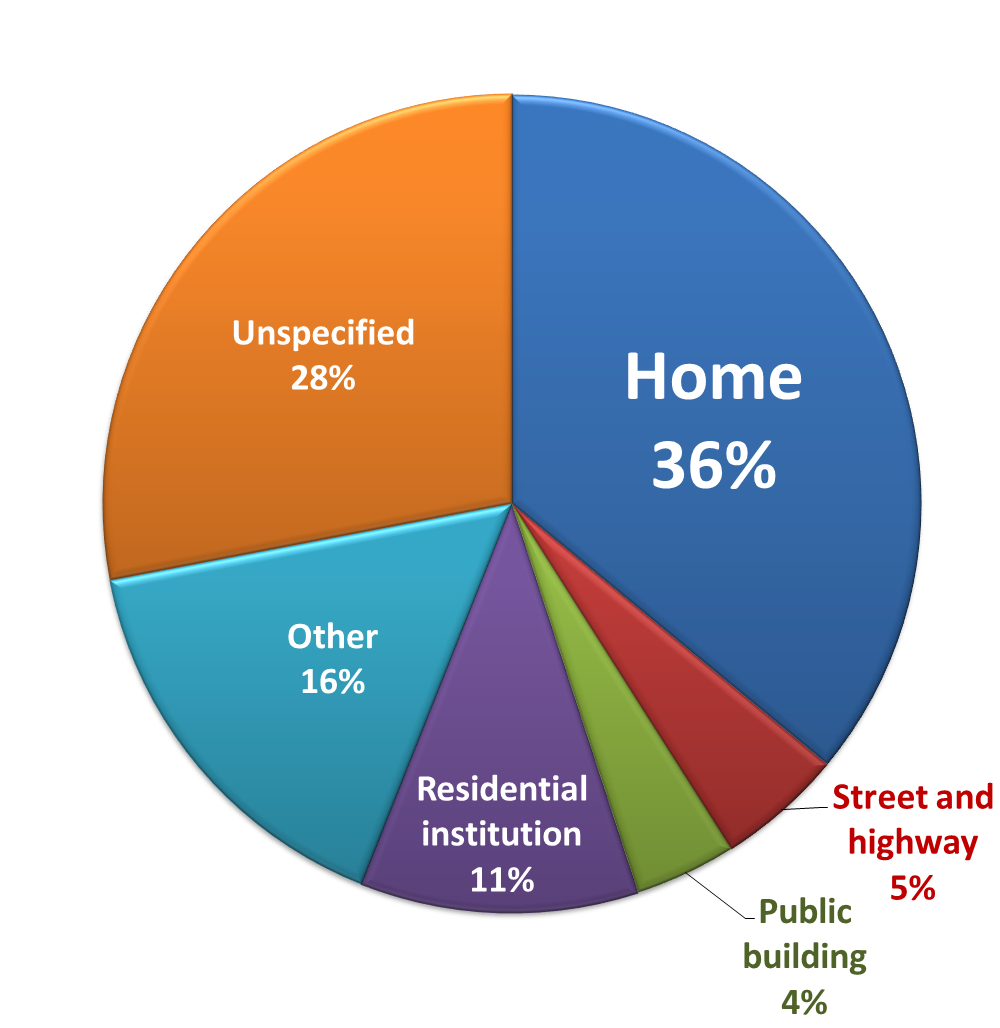 Unspecified
28%
Home
36%
Other
16%
Residential
institution
11%
Street and
highway
5%
Public
building
4%